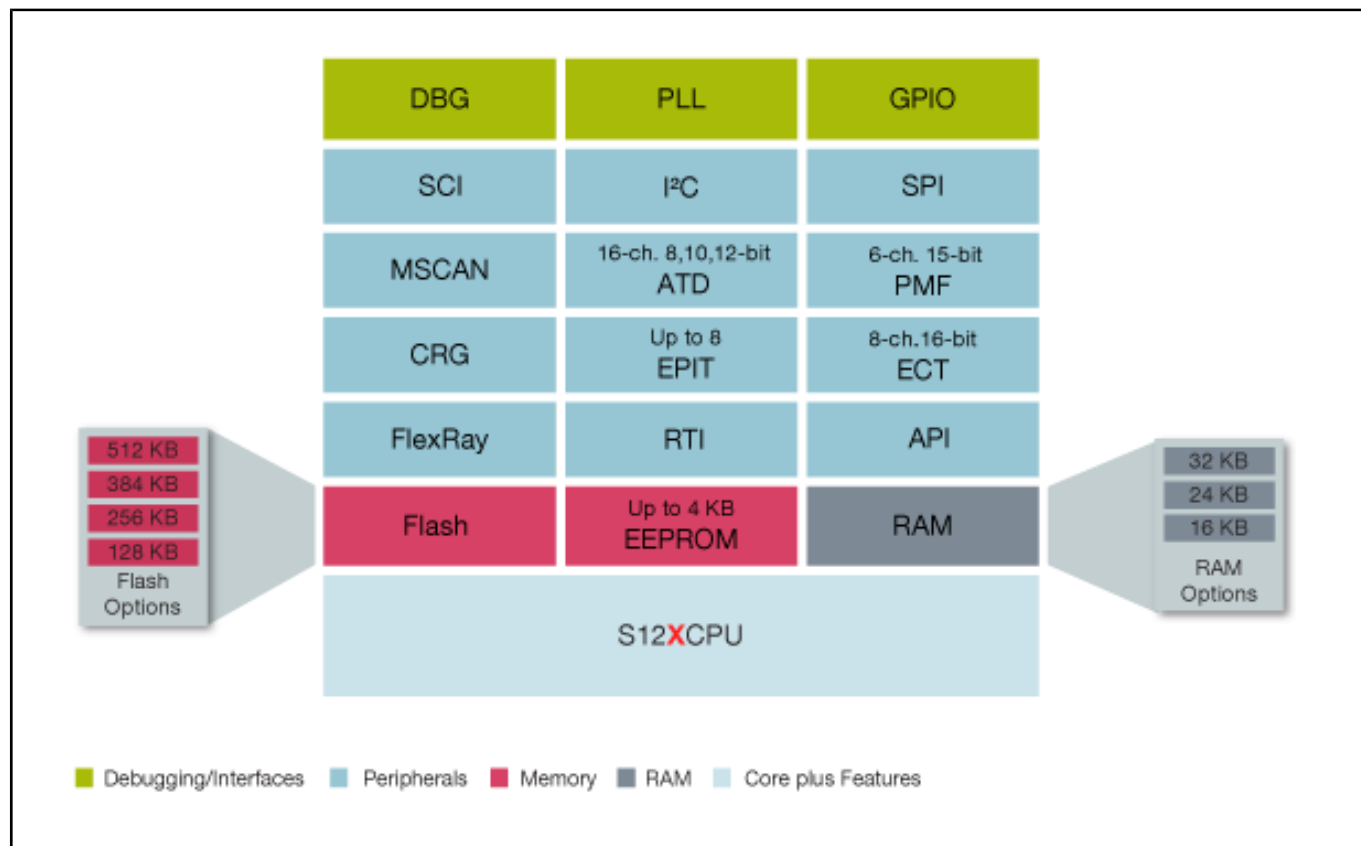 DBG
PLL
GPIO
SCI
I²C
SPI
MSCAN
16-ch. 8,10,12-bit
ATD
6-ch. 15-bit
PMF
CRG
Up to 8
EPIT
8-ch.16-bit
ECT
FlexRay
RTI
API
512 KB
384 KB
256 KB
128 KB
Flash
Options
Flash
Up to 4 KB
EEPROM
RAM
32 KB
24 KB
16 KB
RAM
Options
S12XCPU
Debugging/Interfaces
Peripherals
Memory
RAM
Core plus Features